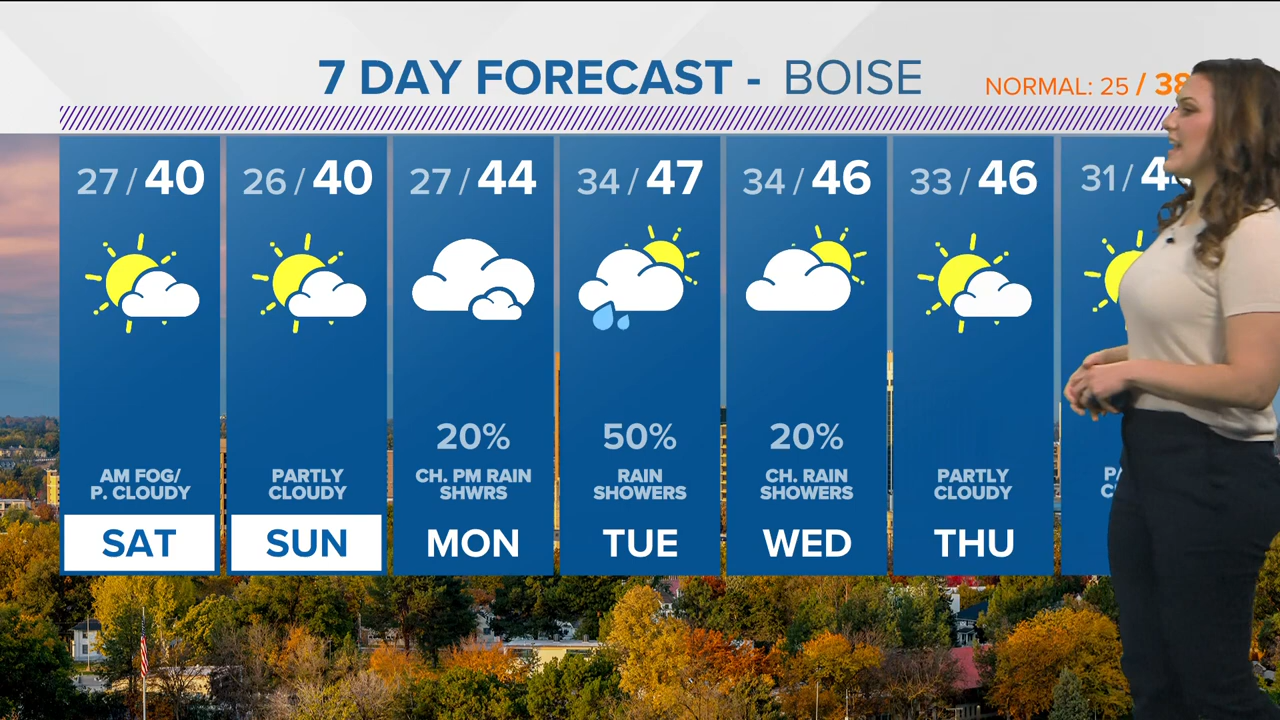 7 DAY FORECAST - BOISE
NORMAL: 25 / 38
27 / 40
26 / 40
27 / 44
34 / 47
34 / 46
33 / 46
31 /
20%
50%
20%
AM FOG/
P. CLOUDY
PARTLY
CLOUDY
CH. PM RAIN
SHWRS
RAIN
SHOWERS
CH. RAIN
SHOWERS
PARTLY
CLOUDY
SAT
SUN
MON
TUE
WED
THU